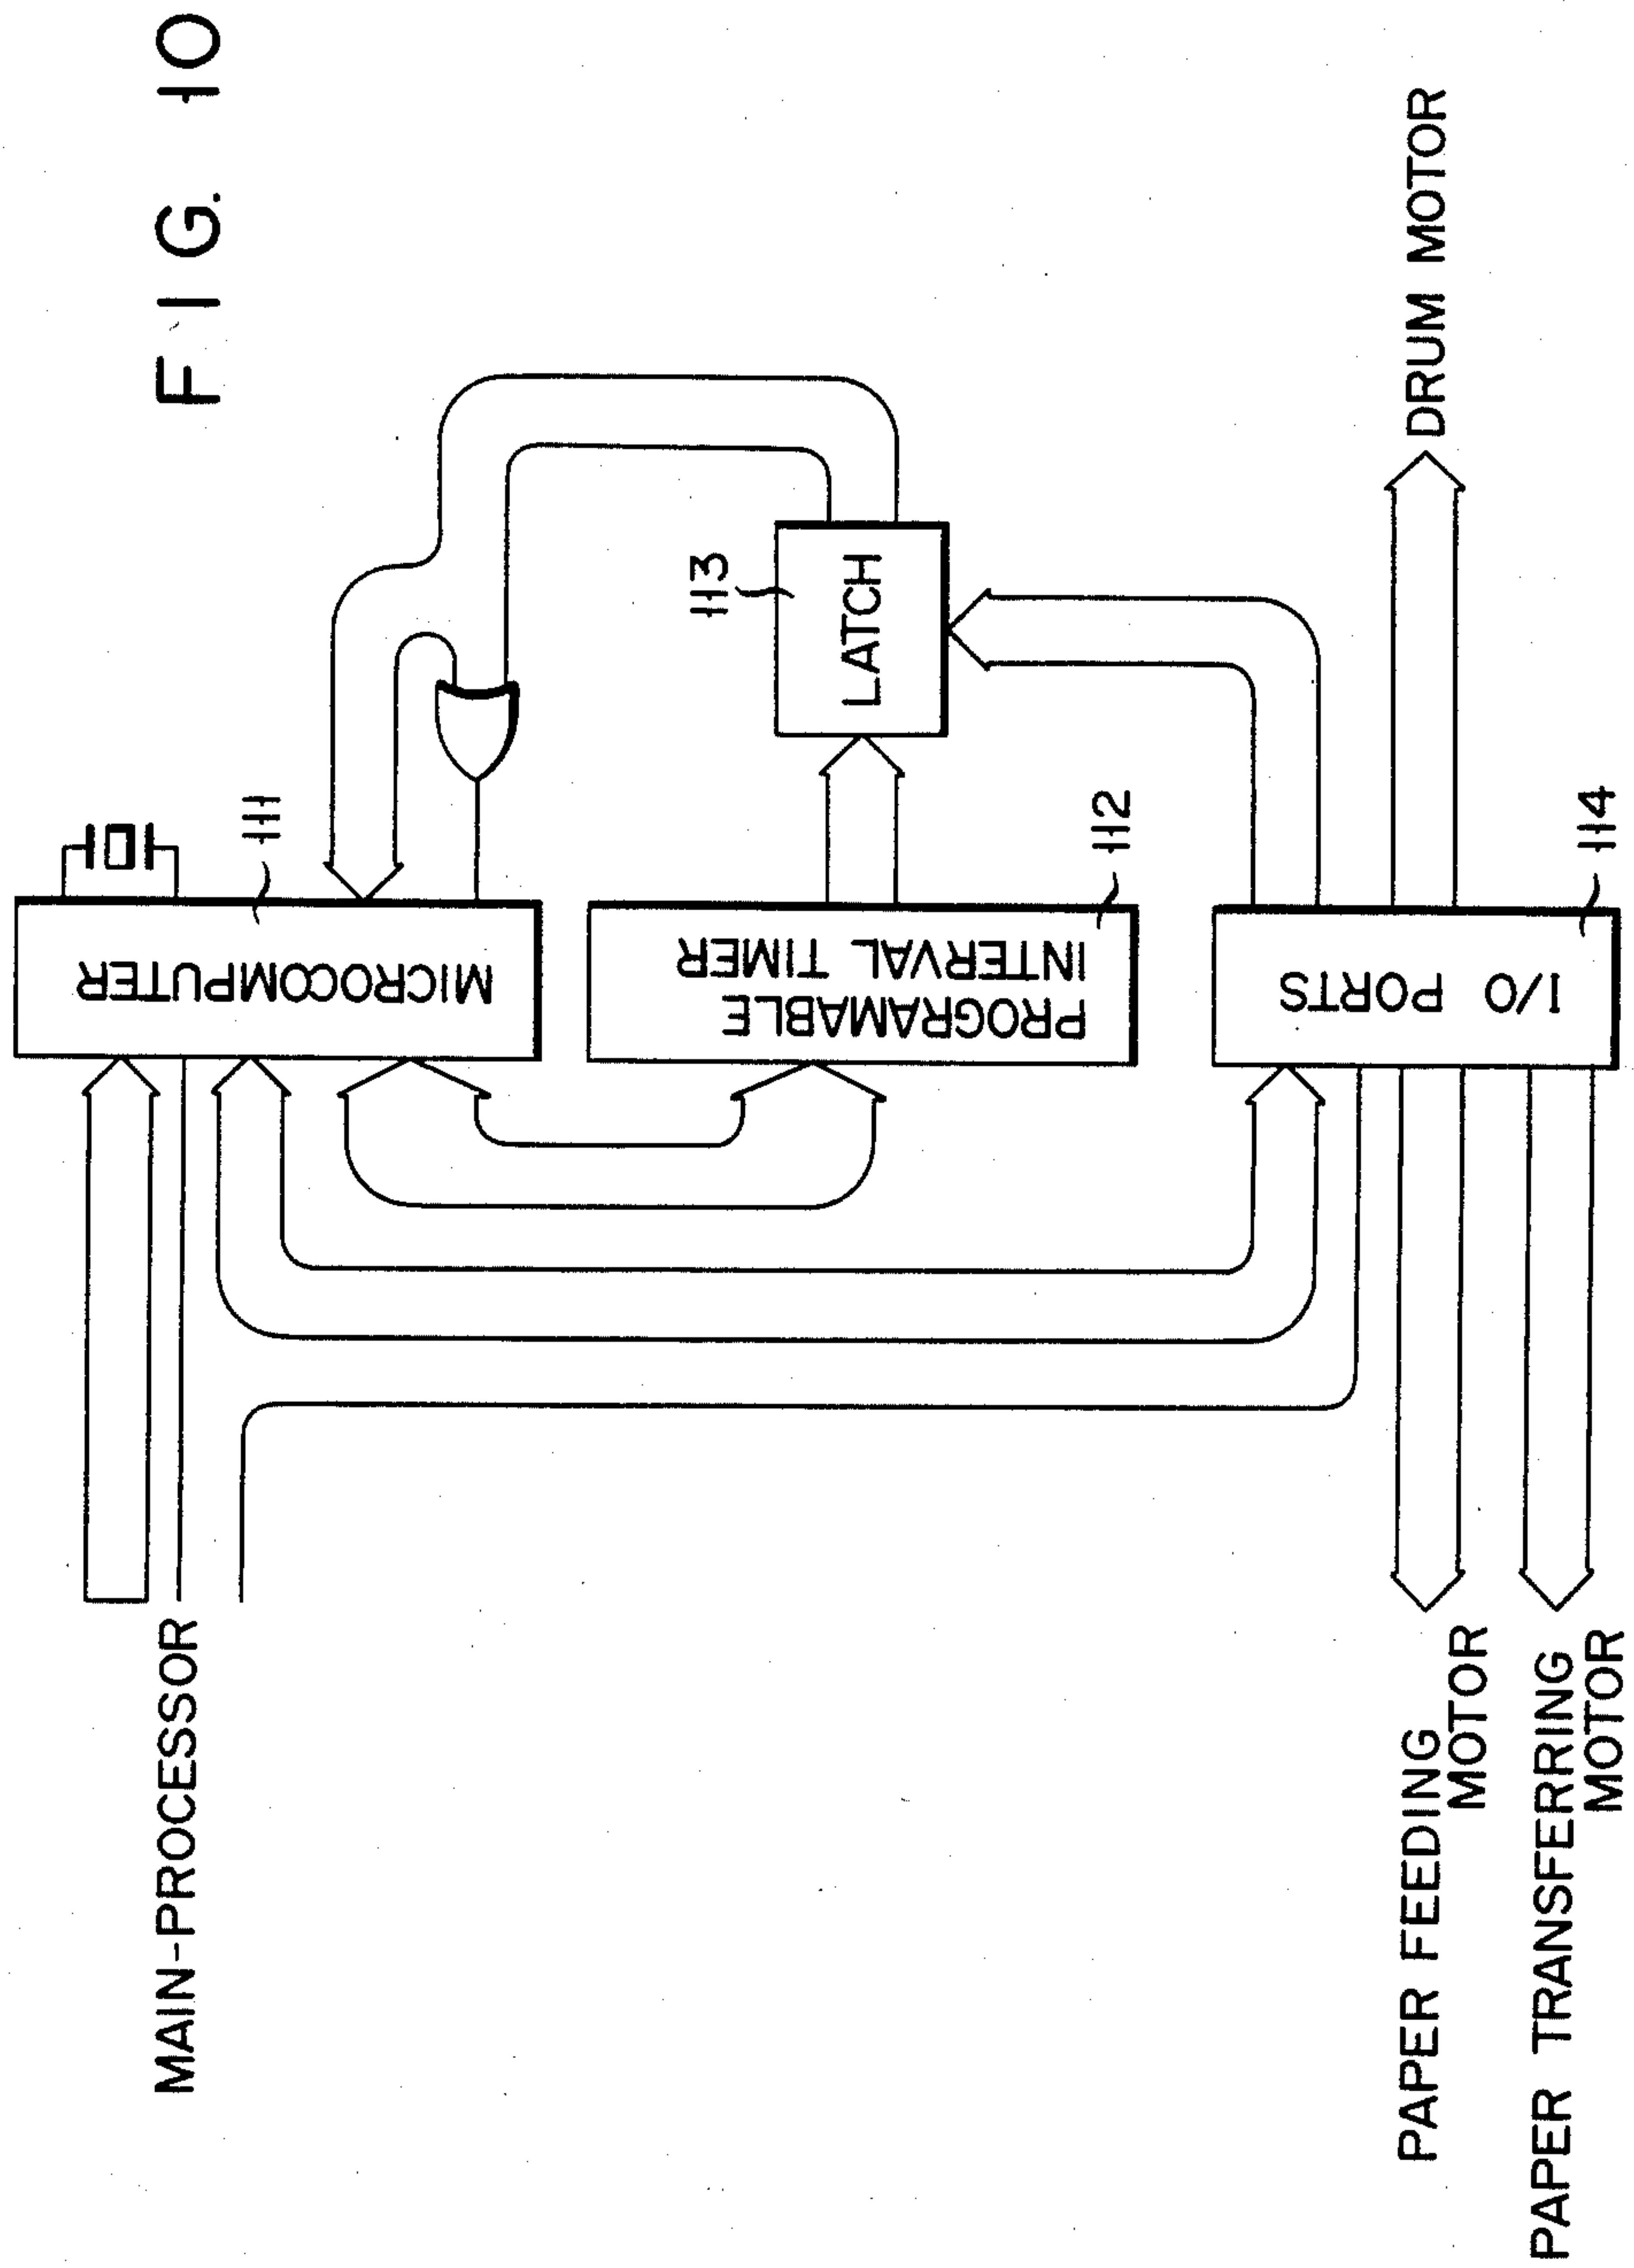 FIG. 10
MAIN-PROCESSOR
MICROCOMPUTER
111
PROGRAMABLE
INTERVAL TIMER
112
LATCH
113
I/O PORTS
114
DRUM MOTOR
PAPER FEEDING
MOTOR
PAPER TRANSFERRING
MOTOR